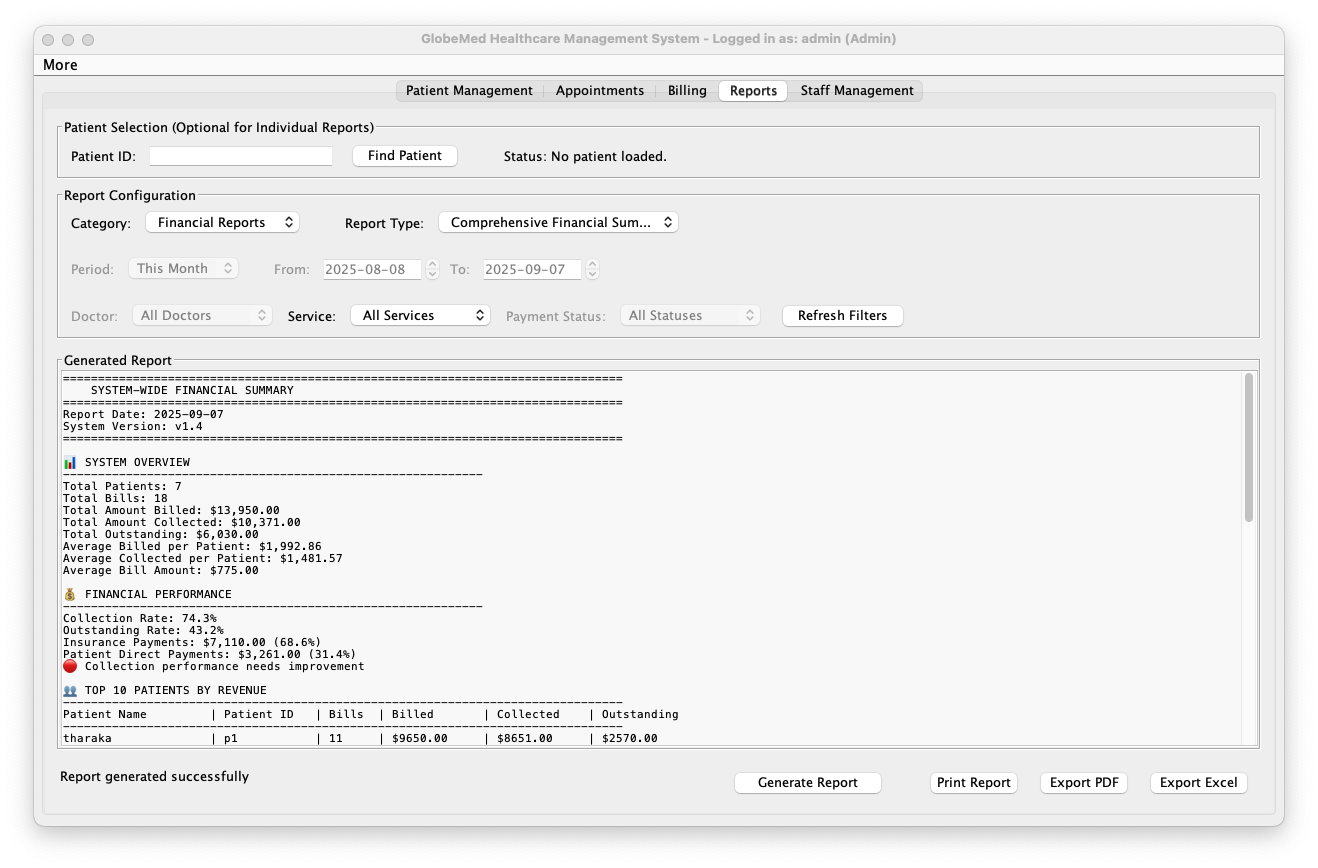 GlobeMed Healthcare Management System - Logged in as: admin (Admin)
More
Patient Management Appointments Billing Reports Staff Management
Patient Selection (Optional for Individual Reports)
Patient ID: Find Patient Status: No patient loaded.
Report Configuration
Category: Financial Reports Report Type: Comprehensive Financial Sum...
Period: This Month From: 2025-08-08 To: 2025-09-07
Doctor: All Doctors Service: All Services Payment Status: All Statuses Refresh Filters
Generated Report
================================================================================
SYSTEM-WIDE FINANCIAL SUMMARY
================================================================================
Report Date: 2025-09-07
System Version: v1.4
================================================================================
📊 SYSTEM OVERVIEW
------------------------------------------------------------
Total Patients: 7
Total Bills: 18
Total Amount Billed: $13,950.00
Total Amount Collected: $10,371.00
Total Outstanding: $6,030.00
Average Billed per Patient: $1,992.86
Average Collected per Patient: $1,481.57
Average Bill Amount: $775.00
💰 FINANCIAL PERFORMANCE
------------------------------------------------------------
Collection Rate: 74.3%
Outstanding Rate: 43.2%
Insurance Payments: $7,110.00 (68.6%)
Patient Direct Payments: $3,261.00 (31.4%)
🔴 Collection performance needs improvement
👥 TOP 10 PATIENTS BY REVENUE
--------------------------------------------------------------------------------
Patient Name | Patient ID | Bills | Billed | Collected | Outstanding
--------------------------------------------------------------------------------
tharaka | p1 | 11 | $9650.00 | $8651.00 | $2570.00
Report generated successfully
Generate Report Print Report Export PDF Export Excel